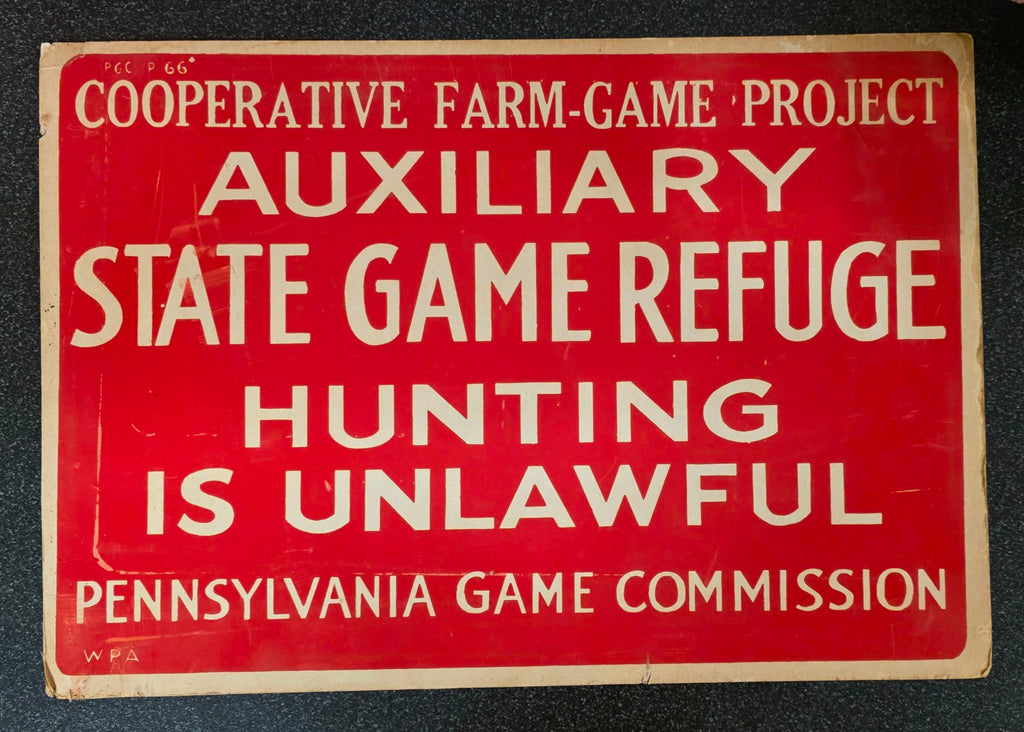 PGC P 66
COOPERATIVE FARM-GAME PROJECT
AUXILIARY
STATE GAME REFUGE
HUNTING
IS UNLAWFUL
PENNSYLVANIA GAME COMMISSION
WPA